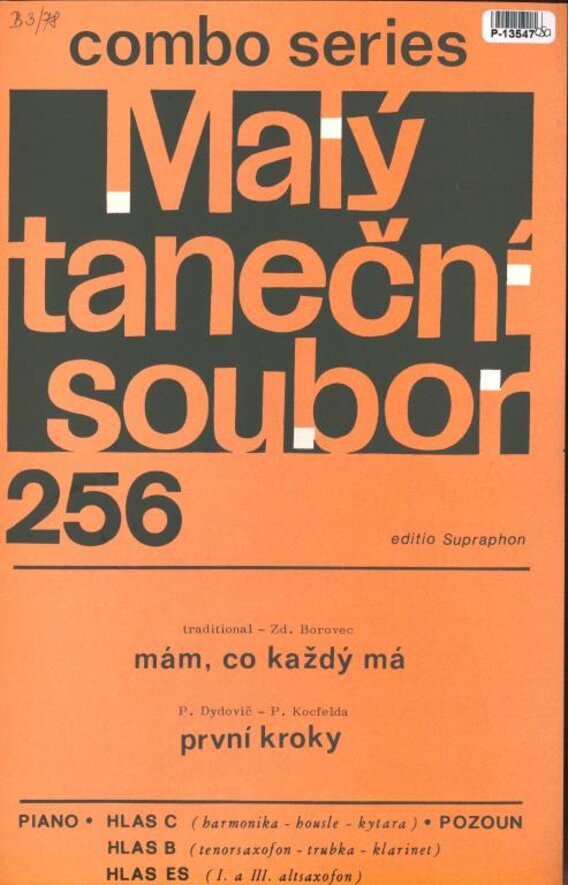 B3/78
combo series
P-13547
Malý
taneční
soubor
256
editio Supraphon
traditional - Zd. Borovec
mám, co každý má
P. Dydovič - P. Kocfelda
první kroky
PIANO • HLAS C (harmonika - housle - kytara) • POZOUN
HLAS B (tenorsaxofon - trubka - klarinet)
HLAS ES (I. a III. altsaxofon)